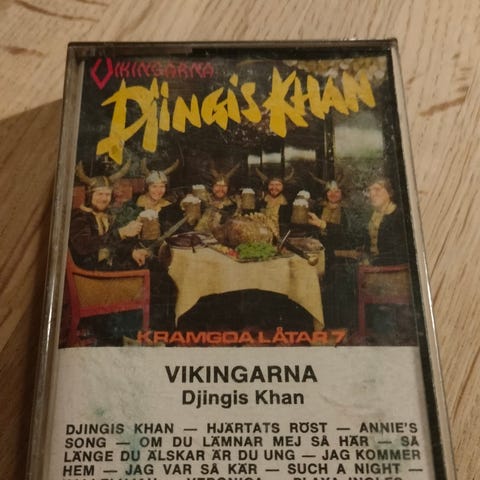 VIKINGARNA
DJINGIS KHAN
KRAMGOA LÅTAR 7
VIKINGARNA
Djingis Khan
DJINGIS KHAN — HJÄRTATS RÖST — ANNIE'S
SONG — OM DU LÄMNAR MEJ SÅ HÄR — SÅ
LÄNGE DU ÄLSKAR ÄR DU UNG — JAG KOMMER
HEM — JAG VAR SÅ KÄR — SUCH A NIGHT —